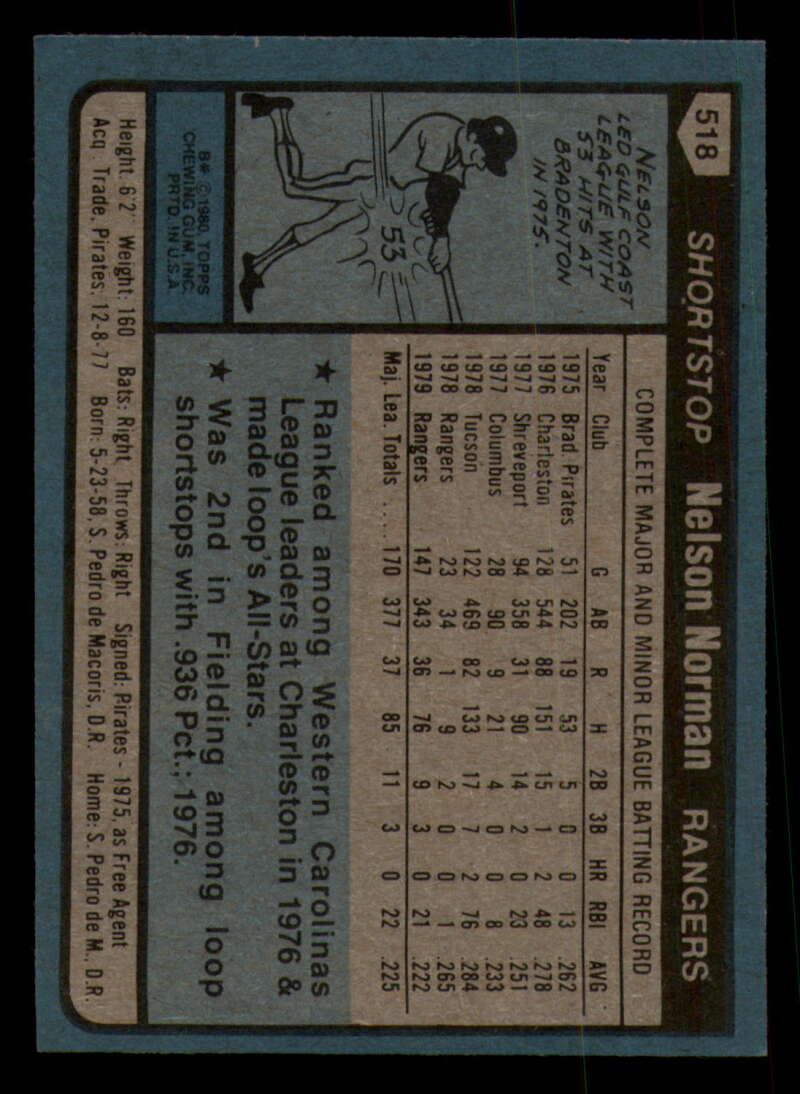 518
SHORTSTOP Nelson Norman RANGERS
NELSON
LED GULF COAST
LEAGUE WITH
53 HITS AT
BRADENTON
IN 1975.
53
B# © 1980 TOPPS
CHEWING GUM, INC.
PRTD. IN U.S.A.
COMPLETE MAJOR AND MINOR LEAGUE BATTING RECORD
Year Club G AB R H 2B 3B HR RBI AVG.
1975 Brad. Pirates 51 202 19 53 5 0 0 13 .262
1976 Charleston 128 544 88 151 15 1 2 48 .278
1977 Shreveport 94 358 31 90 14 2 0 23 .251
1977 Columbus 28 90 9 21 4 0 0 8 .233
1978 Tucson 122 469 82 133 17 7 2 76 .284
1978 Rangers 23 34 1 9 2 0 0 1 .265
1979 Rangers 147 343 36 76 9 3 0 21 .222
Maj. Lea. Totals ..... 170 377 37 85 11 3 0 22 .225
★ Ranked among Western Carolinas
League leaders at Charleston in 1976 &
made loop's All-Stars.
★ Was 2nd in Fielding among loop
shortstops with .936 Pct., 1976.
Height: 6'2" Weight: 160 Bats: Right Throws: Right Signed: Pirates - 1975, as Free Agent
Acq. Trade, Pirates, 12-8-77 Born: 5-23-58, S. Pedro de Macoris, D.R. Home: S. Pedro de M., D.R.